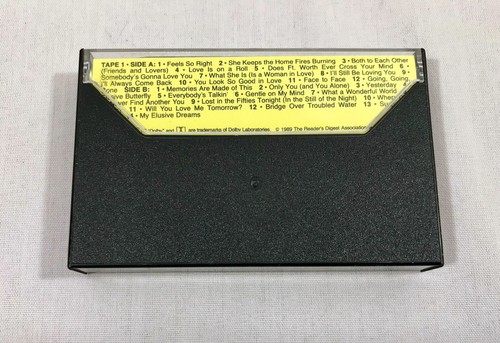 TAPE 1 • SIDE A: 1 • Feels So Right 2 • She Keeps the Home Fires Burning 3 • Both to Each Other
(Friends and Lovers) 4 • Love Is on a Roll 5 • Does Ft. Worth Ever Cross Your Mind 6 •
Somebody's Gonna Love You 7 • What She Is (Is a Woman in Love) 8 • I'll Still Be Loving You 9 •
I'll Always Come Back 10 • You Look So Good in Love 11 • Face to Face 12 • Going, Going,
one SIDE B: 1 • Memories Are Made of This 2 • Only You (and You Alone) 3 • Yesterday 4
sive Butterfly 5 • Everybody's Talkin' 6 • Gentle on My Mind 7 • What a Wonderful World
ever Find Another You 9 • Lost in the Fifties Tonight (In the Still of the Night) 10 •
11 • Will You Love Me Tomorrow? 12 • Bridge Over Troubled Water 13 •
4 • My Elusive Dreams
"Dolby" and are trademarks of Dolby Laboratories © 1989 The Reader's Digest Association